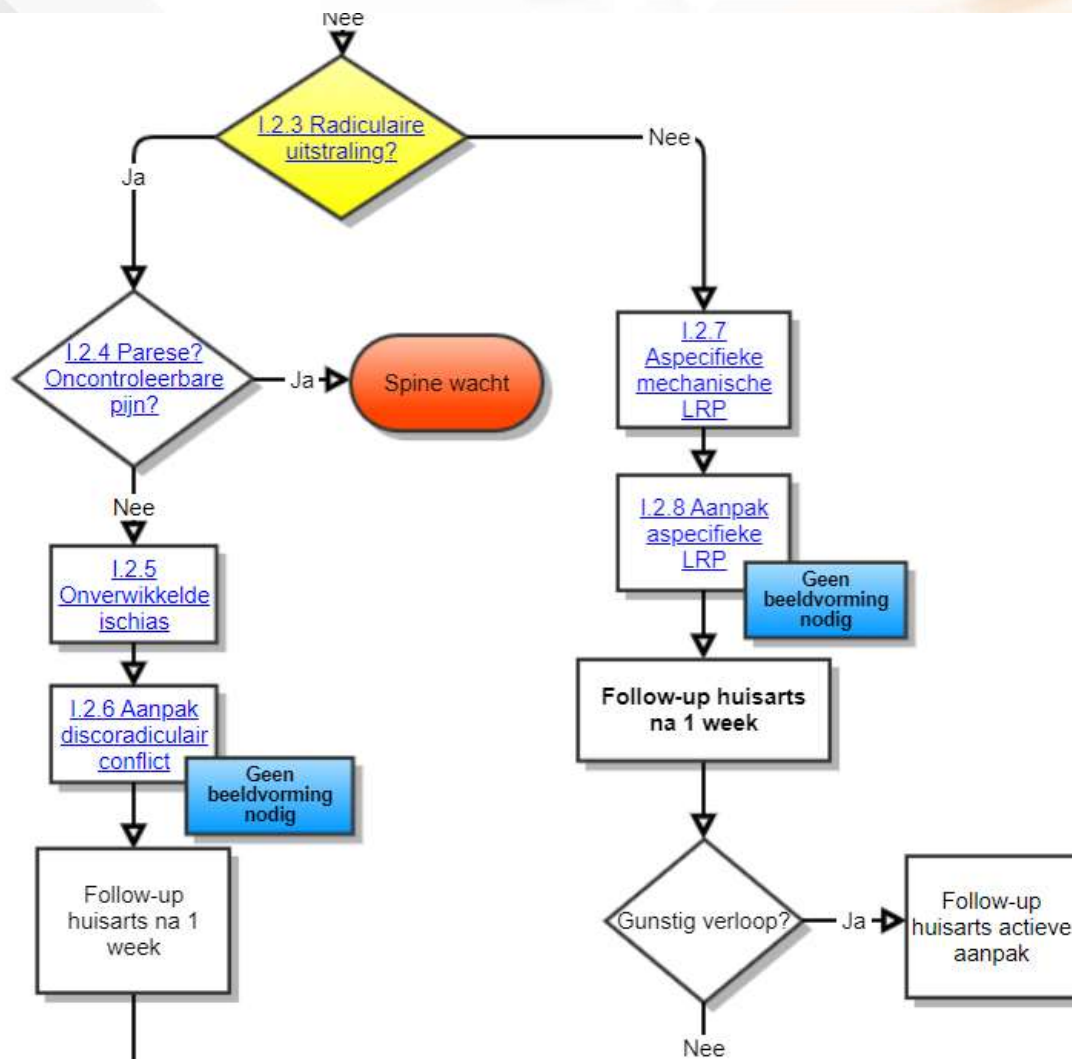 Nee
I.2.3 Radiculaire
uitstraling?
Nee
Ja
I.2.4 Parese?
Oncontroleerbare
pijn?
Ja
Spine wacht
Nee
I.2.5
Onverwikkelde
ischias
I.2.6 Aanpak
discoradiculair
conflict
Geen
beeldvorming
nodig
Follow-up
huisarts na 1
week
I.2.7
Aspecifieke
mechanische
LRP
I.2.8 Aanpak
aspecifieke
LRP
Geen
beeldvorming
nodig
Follow-up huisarts
na 1 week
Gunstig verloop?
Ja
Follow-up
huisarts actieve
aanpak
Nee